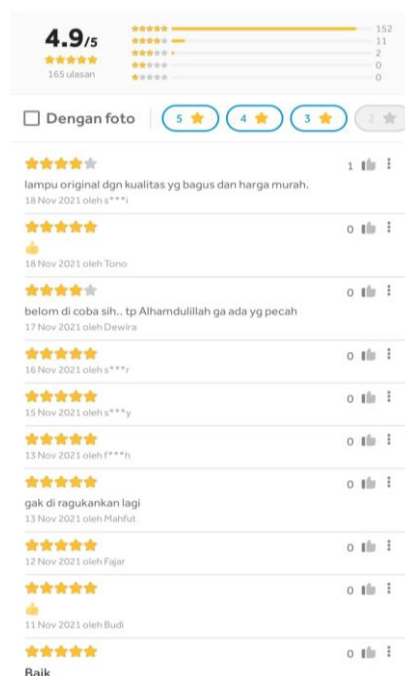 4.9/5
165 ulasan
152
11
2
0
0
Dengan foto
5
4
3
2
1
lampu original dgn kualitas yg bagus dan harga murah.
18 Nov 2021 oleh s***i
0
18 Nov 2021 oleh Tono
0
belom di coba sih.. tp Alhamdulillah ga ada yg pecah
17 Nov 2021 oleh Dewira
0
16 Nov 2021 oleh s***r
0
15 Nov 2021 oleh s***y
0
13 Nov 2021 oleh f***h
0
gak di ragukankan lagi
13 Nov 2021 oleh Mahfut
0
12 Nov 2021 oleh Fajar
0
11 Nov 2021 oleh Budi
0
Baik